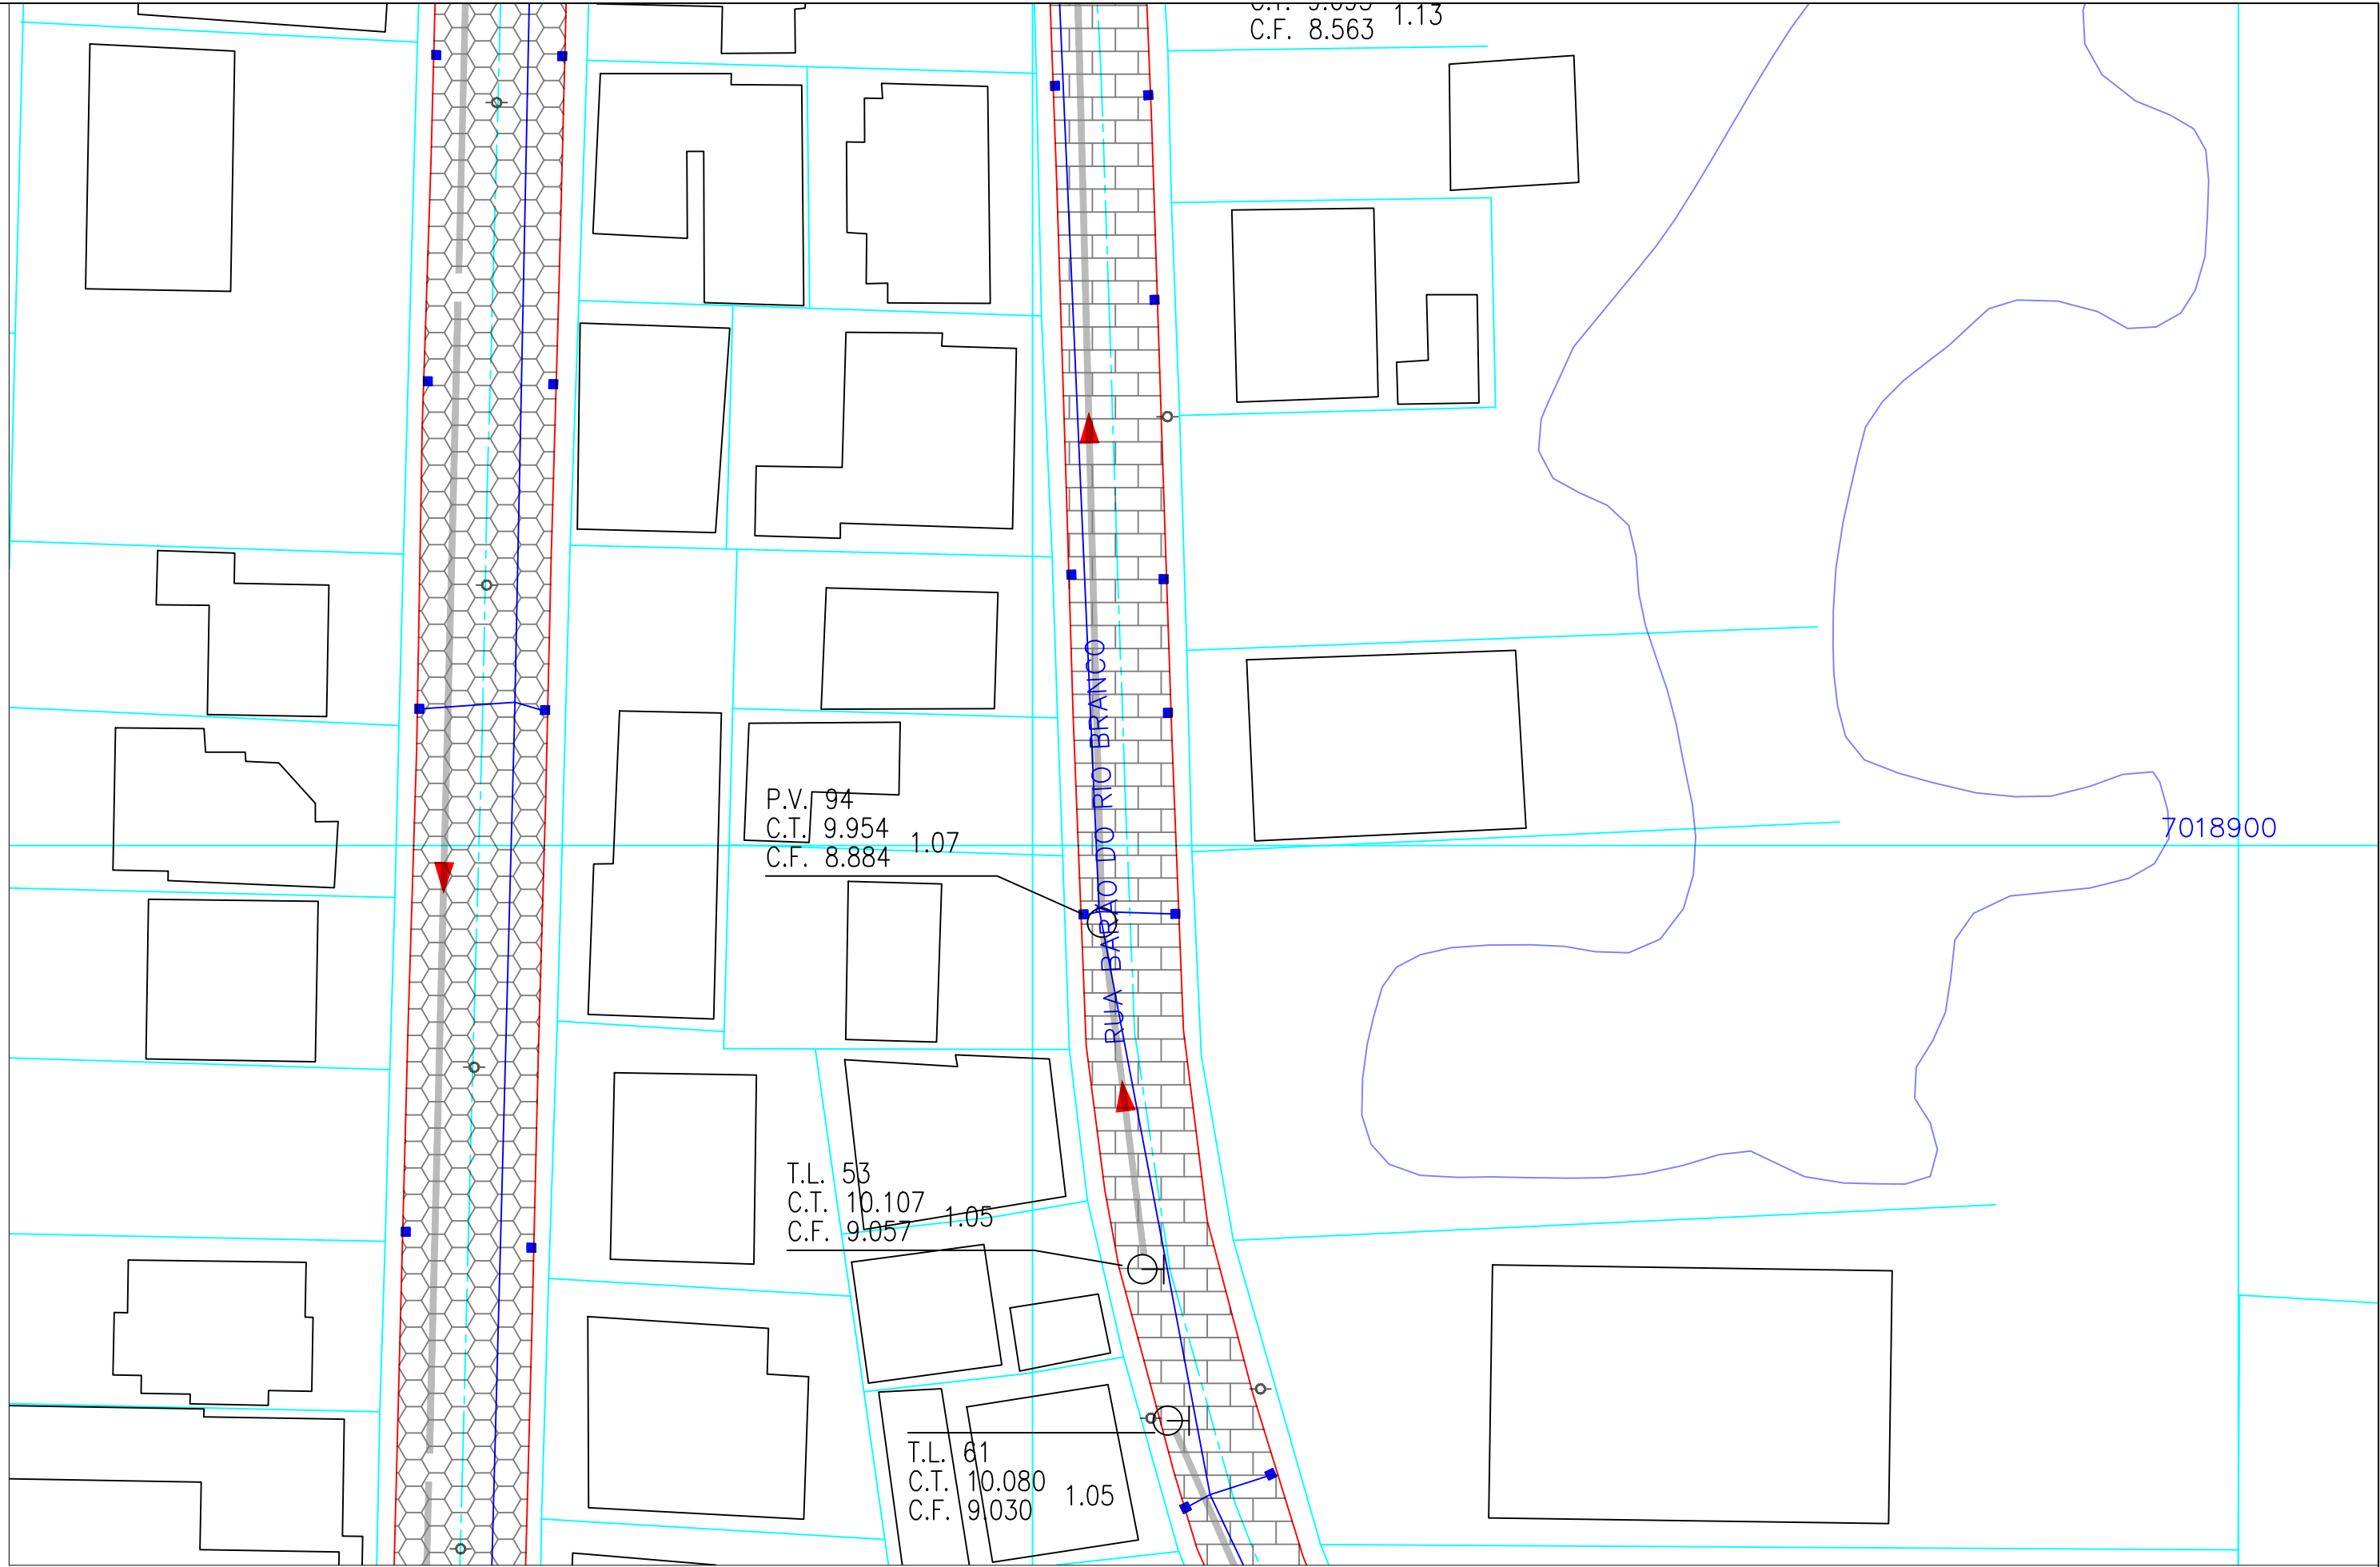 C.F. 8.563
1.13
P.V. 94
C.T. 9.954
C.F. 8.884
1.07
RUA BARÃO DO RIO BRANCO
7018900
T.L. 53
C.T. 10.107
C.F. 9.057
1.05
T.L. 61
C.T. 10.080
C.F. 9.030
1.05